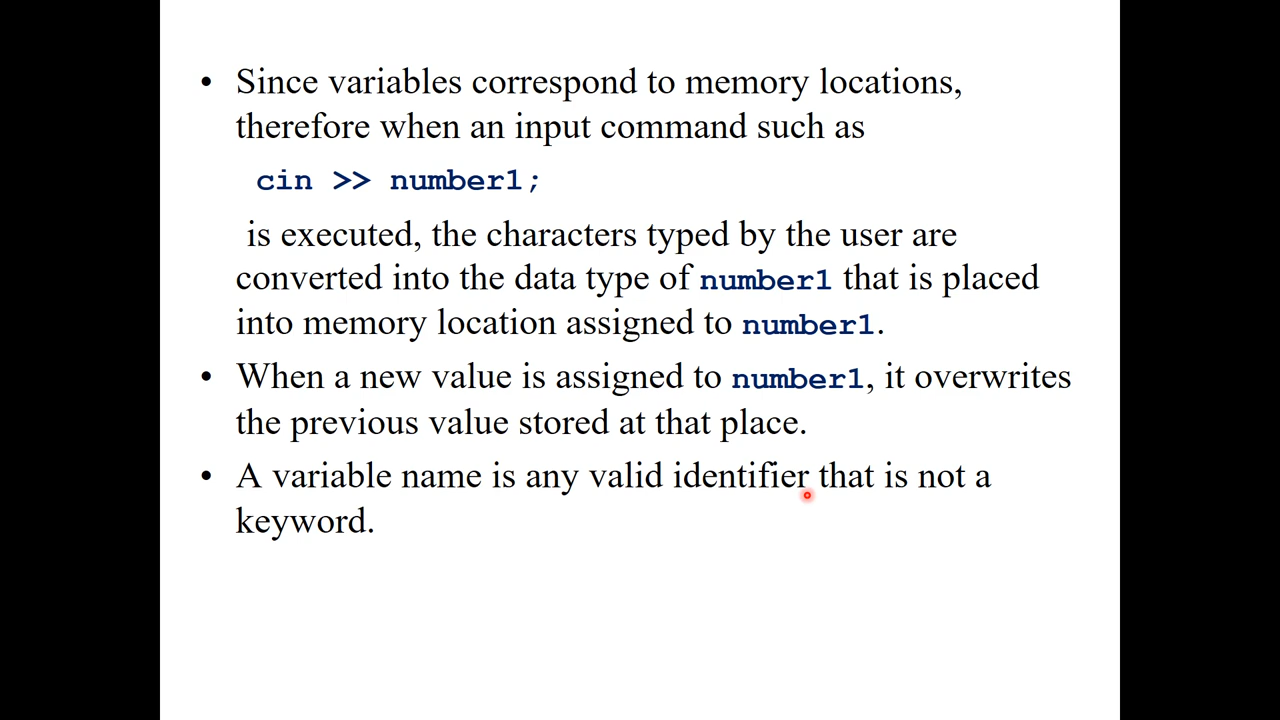 • Since variables correspond to memory locations,
therefore when an input command such as
cin >> number1;
is executed, the characters typed by the user are
converted into the data type of number1 that is placed
into memory location assigned to number1.
• When a new value is assigned to number1, it overwrites
the previous value stored at that place.
• A variable name is any valid identifier that is not a
keyword.